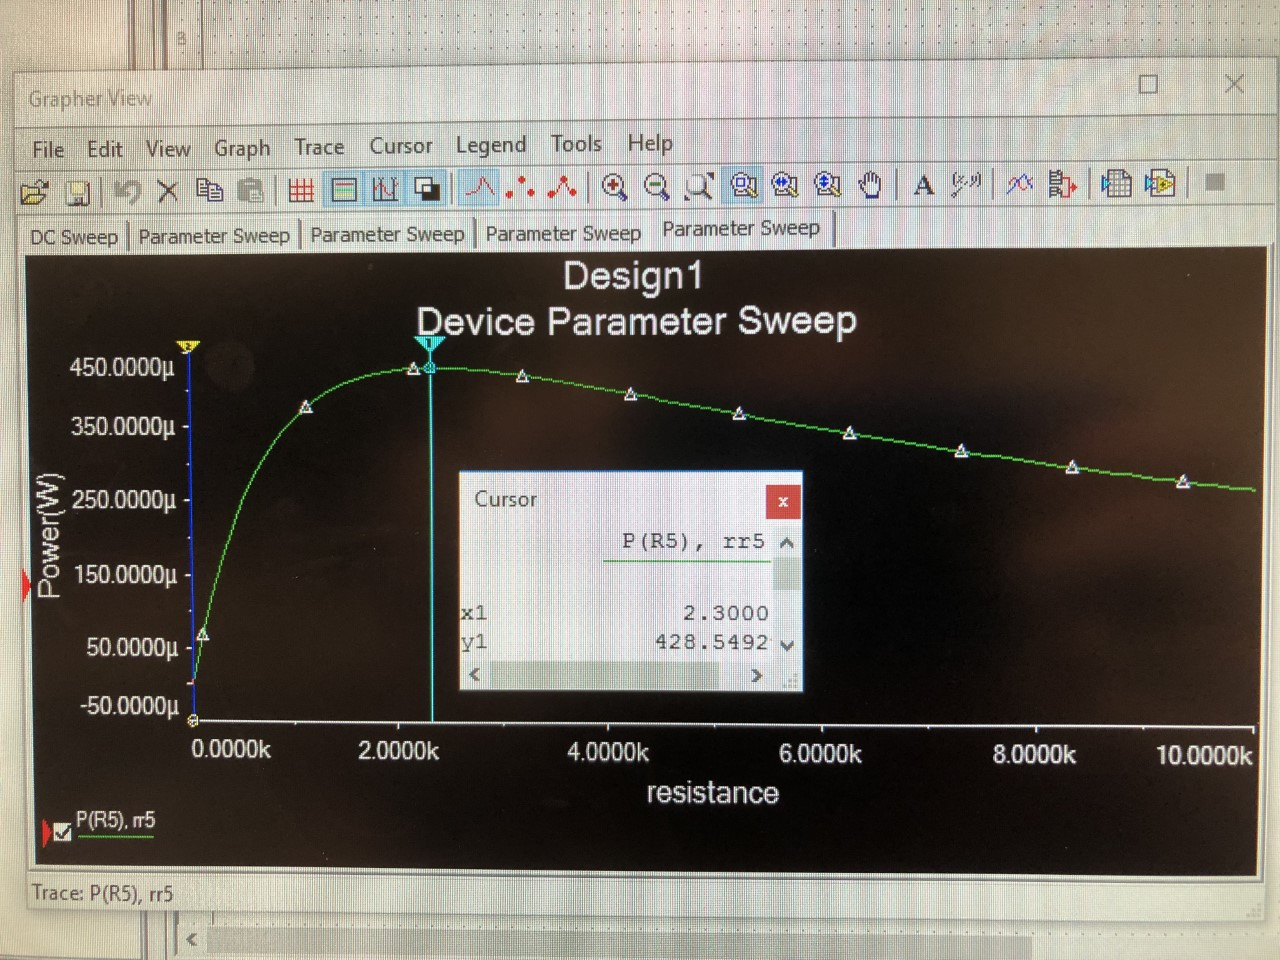 B
Grapher View
File Edit View Graph Trace Cursor Legend Tools Help
A (x,y)
DC Sweep Parameter Sweep Parameter Sweep Parameter Sweep Parameter Sweep
Design1
Device Parameter Sweep
2
1
450.0000µ
350.0000µ
250.0000µ
150.0000µ
50.0000µ
-50.0000µ
Power(W)
Cursor x
P(R5), rr5
x1 2.3000
y1 428.5492
0.0000k 2.0000k 4.0000k 6.0000k 8.0000k 10.0000k
resistance
P(R5), rr5
Trace: P(R5), rr5